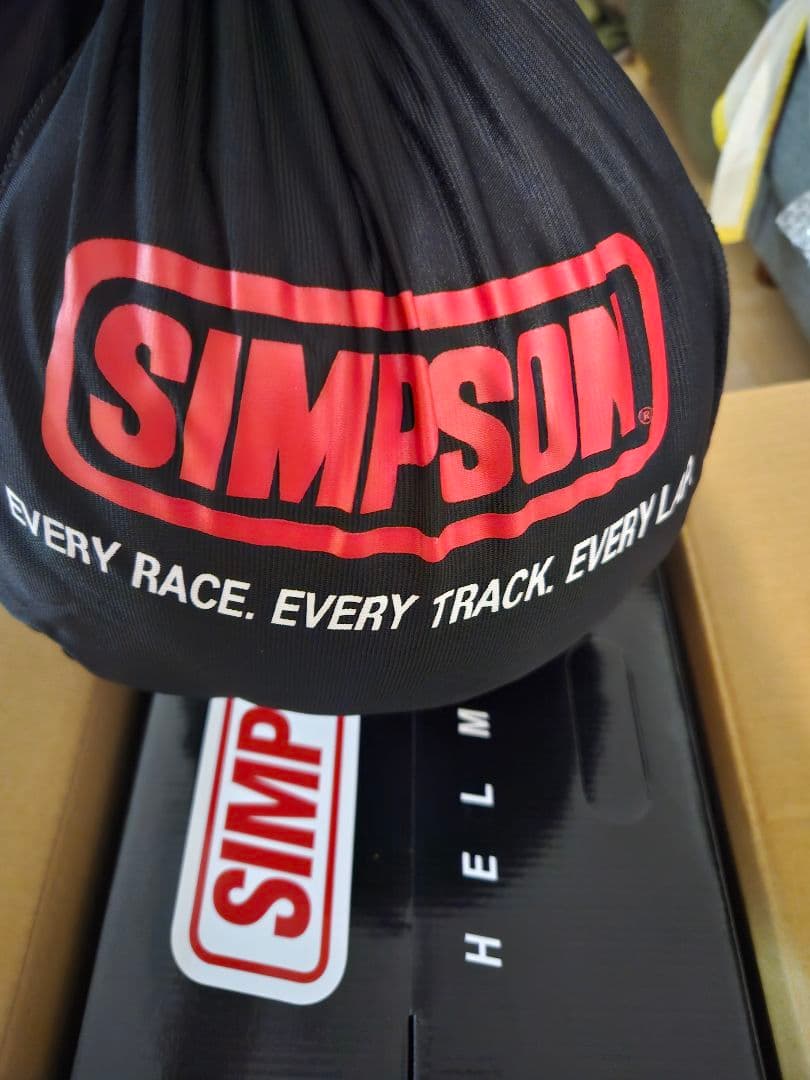 SIMPSON®
EVERY RACE. EVERY TRACK. EVERY LAP.
SIMP
HELM